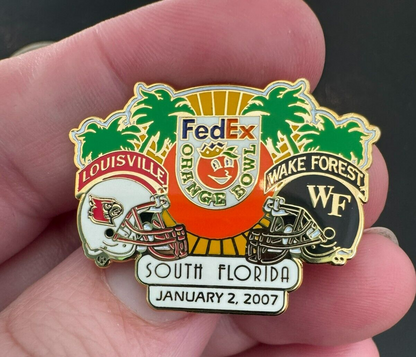 FedEx
ORANGE BOWL
LOUISVILLE
WAKE FOREST
WF
SOUTH FLORIDA
JANUARY 2, 2007